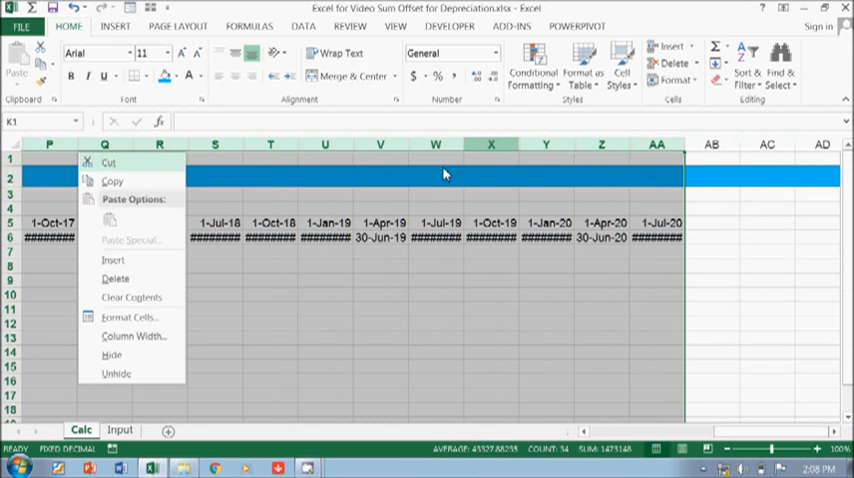 Excel for Video Sum Offset for Depreciation.xlsx - Excel
FILE HOME INSERT PAGE LAYOUT FORMULAS DATA REVIEW VIEW DEVELOPER ADD-INS POWERPIVOT Sign in
Paste
Arial 11
Wrap Text
General
Merge & Center
B I U
$ % ,
Conditional Formatting
Format as Table
Cell Styles
Insert
Delete
Format
Sort & Filter
Find & Select
Clipboard Font Alignment Number Styles Cells Editing
K1 fx
P Q R S T U V W X Y Z AA AB AC AD
1
2
3
4
5 1-Oct-17 1-Jul-18 1-Oct-18 1-Jan-19 1-Apr-19 1-Jul-19 1-Oct-19 1-Jan-20 1-Apr-20 1-Jul-20
6 ######## ######## ######## ######## 30-Jun-19 ######## ######## ######## 30-Jun-20 ########
7
8
9
10
11
12
13
14
15
16
17
18
Cut
Copy
Paste Options:
Paste Special...
Insert
Delete
Clear Contents
Format Cells...
Column Width...
Hide
Unhide
Calc Input
READY FIXED DECIMAL AVERAGE: 43327.88235 COUNT: 34 SUM: 1473148 100%
2:08 PM